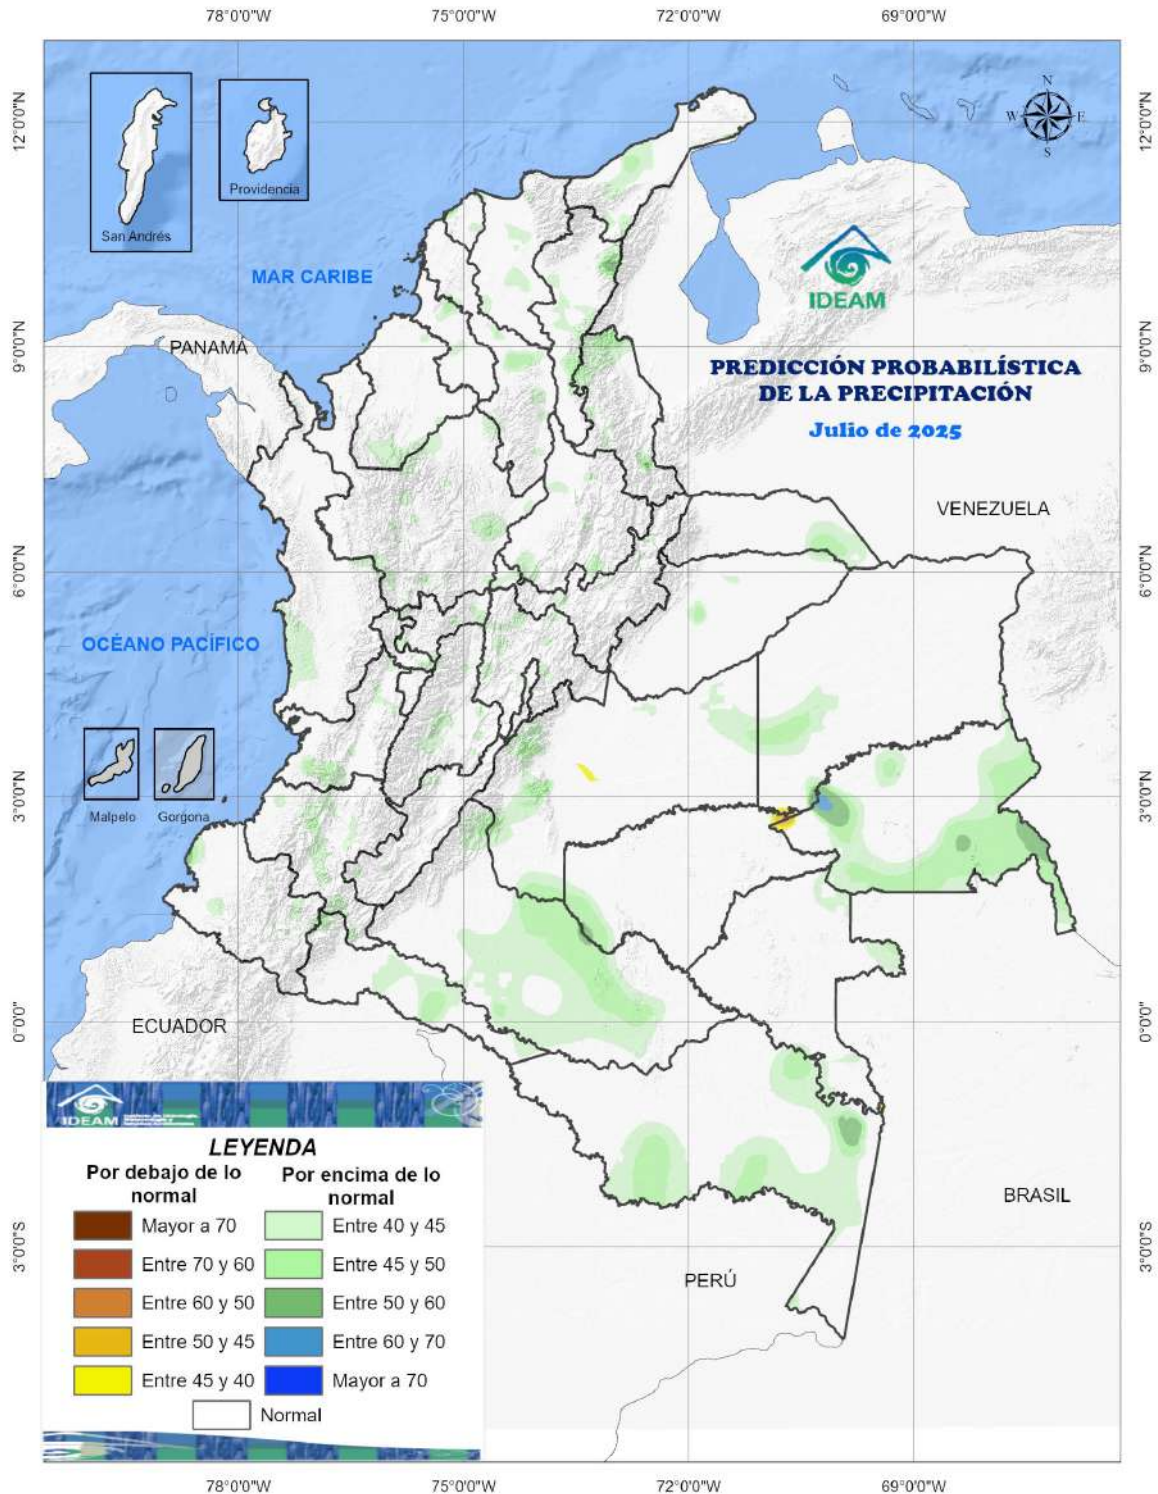 78°0'0"W
75°0'0"W
72°0'0"W
69°0'0"W
12°0'0"N
12°0'0"N
N
W
E
S
San Andrés
Providencia
MAR CARIBE
IDEAM
9°0'0"N
9°0'0"N
PANAMÁ
PREDICCIÓN PROBABILÍSTICA
DE LA PRECIPITACIÓN
Julio de 2025
VENEZUELA
6°0'0"N
6°0'0"N
OCÉANO PACÍFICO
Malpelo
Gorgona
3°0'0"N
3°0'0"N
ECUADOR
0°0'0"
0°0'0"
IDEAM
LEYENDA
Por debajo de lo
normal
Mayor a 70
Entre 70 y 60
Entre 60 y 50
Entre 50 y 45
Entre 45 y 40
Por encima de lo
normal
Entre 40 y 45
Entre 45 y 50
Entre 50 y 60
Entre 60 y 70
Mayor a 70
Normal
BRASIL
PERÚ
3°0'0"S
3°0'0"S
78°0'0"W
75°0'0"W
72°0'0"W
69°0'0"W